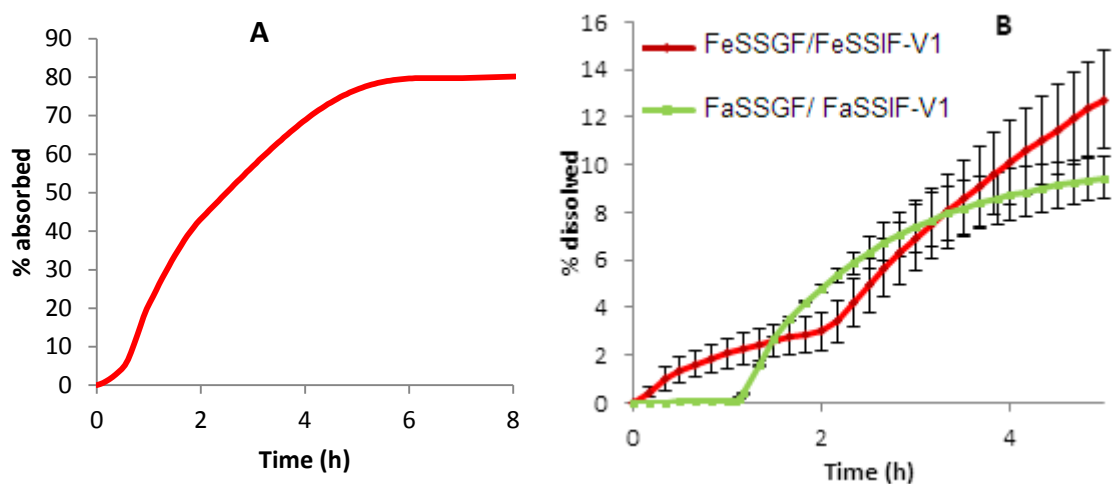 A
90
80
70
60
50
40
30
20
10
0
% absorbed
0 2 4 6 8
Time (h)
B
16
14
12
10
8
6
4
2
0
% dissolved
FeSSGF/FeSSIF-V1
FaSSGF/ FaSSIF-V1
0 2 4
Time (h)